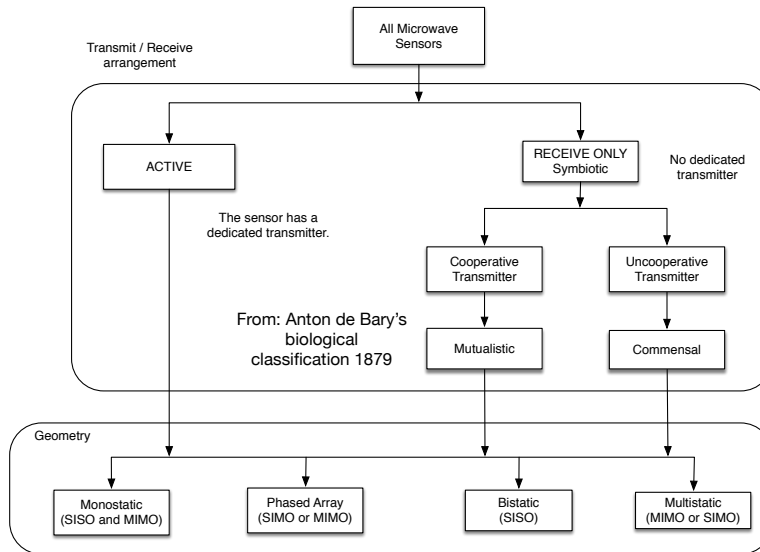 All Microwave
Sensors
Transmit / Receive
arrangement
ACTIVE
RECEIVE ONLY
Symbiotic
No dedicated
transmitter
The sensor has a
dedicated transmitter.
Cooperative
Transmitter
Uncooperative
Transmitter
From: Anton de Bary's
biological
classification 1879
Mutualistic
Commensal
Geometry
Monostatic
(SISO and MIMO)
Phased Array
(SIMO or MIMO)
Bistatic
(SISO)
Multistatic
(MIMO or SIMO)